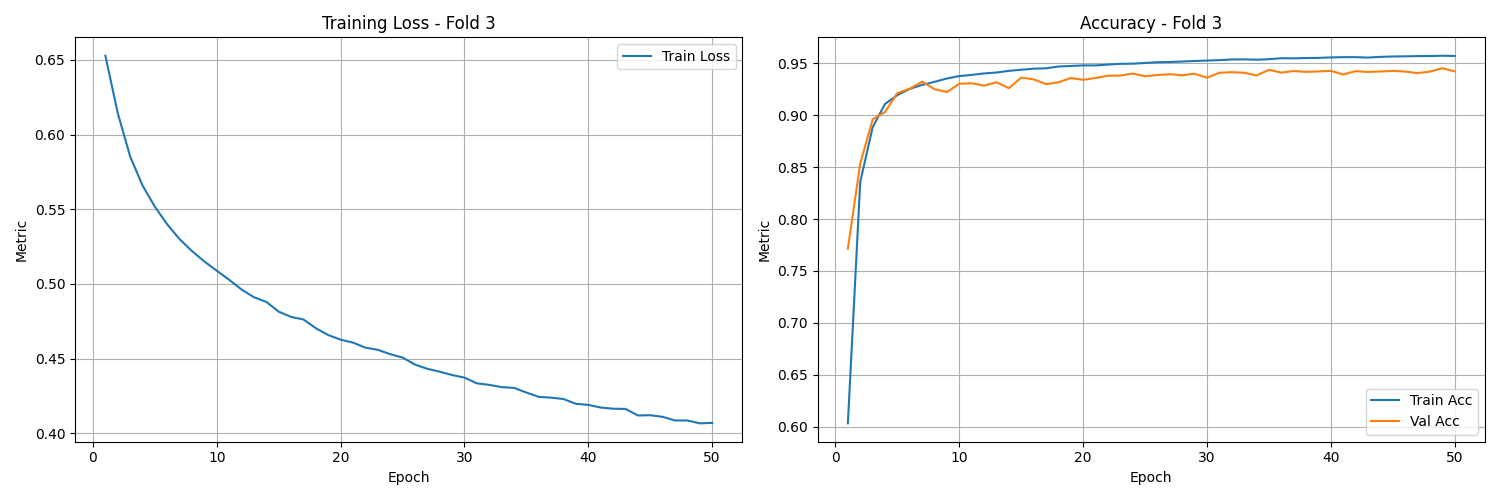 Training Loss - Fold 3
Train Loss
0.65
0.60
0.55
0.50
0.45
0.40
Metric
0
10
20
30
40
50
Epoch
Accuracy - Fold 3
0.95
0.90
0.85
0.80
0.75
0.70
0.65
0.60
Metric
Train Acc
Val Acc
0
10
20
30
40
50
Epoch